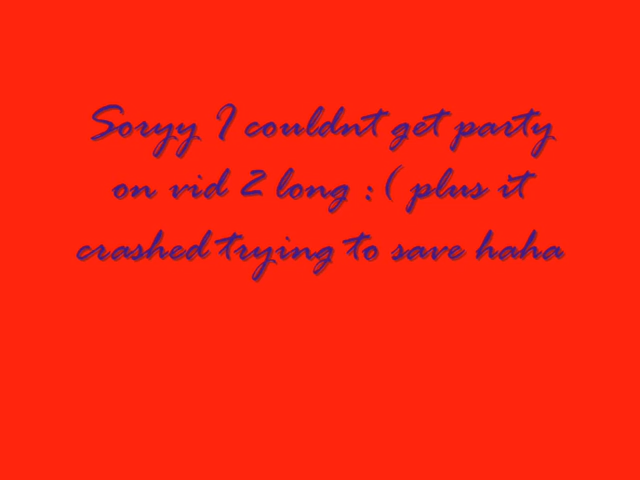 Soryy I couldnt get party
on vid 2 long :( plus it
crashed trying to save haha